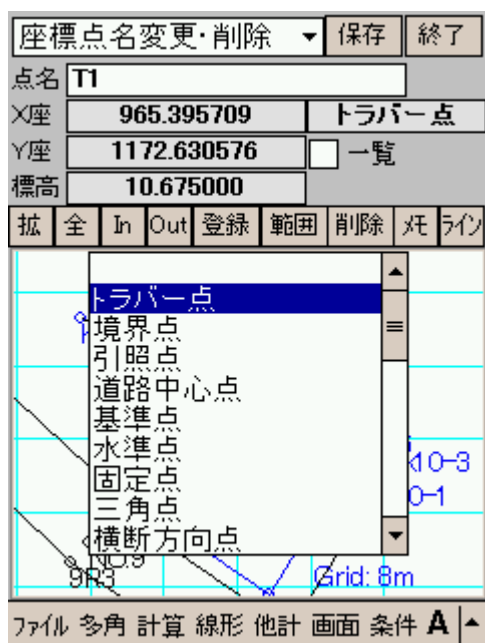 座標点名変更・削除 保存 終了
点名 T1
X座 965.395709 トラバー点
Y座 1172.630576 一覧
標高 10.675000
拡 全 In Out 登録 範囲 削除 メモ ライン
トラバー点
境界点
引照点
道路中心点
基準点
水準点
固定点
三角点
横断方向点
10-3
0-1
NO.9
9R3
Grid: 8m
ファイル 多角 計算 線形 他計 画面 条件 A